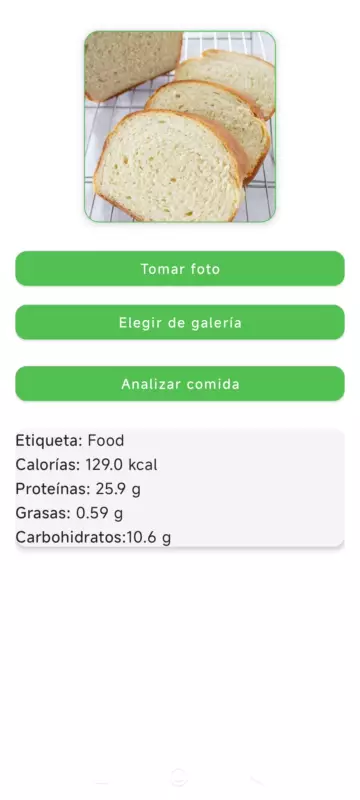 Tomar foto
Elegir de galería
Analizar comida
Etiqueta: Food
Calorías: 129.0 kcal
Proteínas: 25.9 g
Grasas: 0.59 g
Carbohidratos:10.6 g